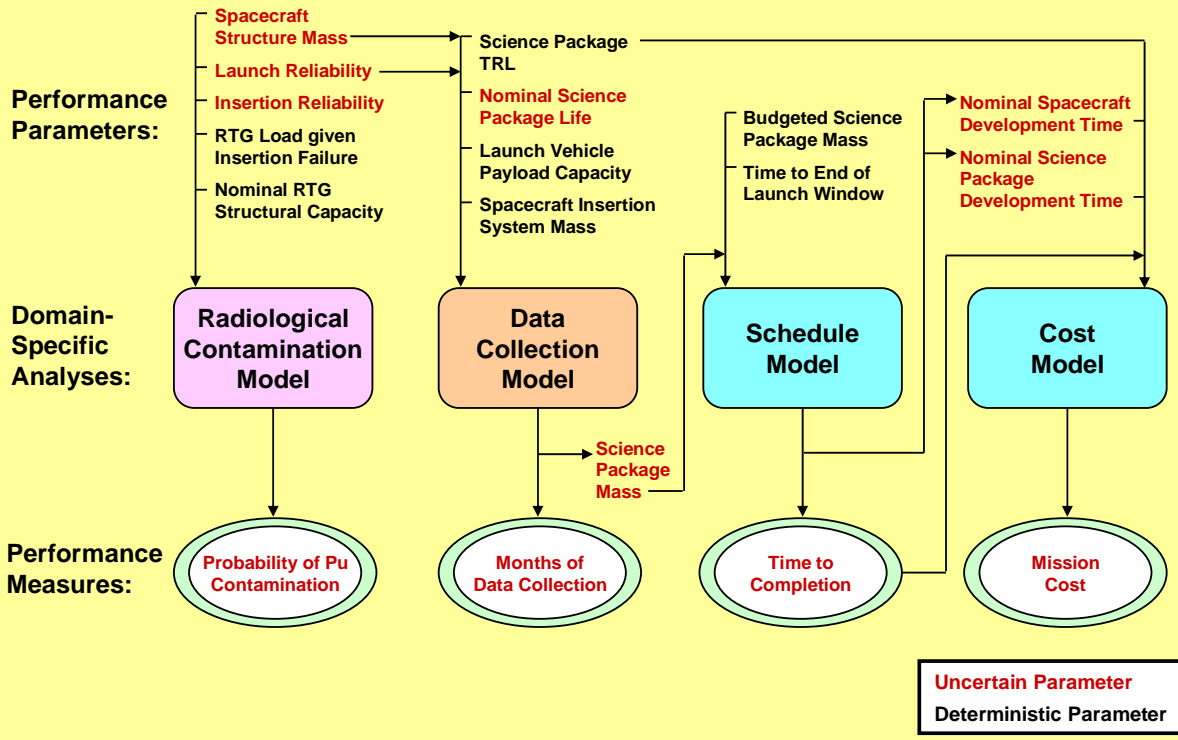 Performance
Parameters:
Spacecraft
Structure Mass
Launch Reliability
Insertion Reliability
RTG Load given
Insertion Failure
Nominal RTG
Structural Capacity
Science Package
TRL
Nominal Science
Package Life
Launch Vehicle
Payload Capacity
Spacecraft Insertion
System Mass
Budgeted Science
Package Mass
Time to End of
Launch Window
Nominal Spacecraft
Development Time
Nominal Science
Package
Development Time
Domain-
Specific
Analyses:
Radiological
Contamination
Model
Data
Collection
Model
Schedule
Model
Cost
Model
Science
Package
Mass
Performance
Measures:
Probability of Pu
Contamination
Months of
Data Collection
Time to
Completion
Mission
Cost
Uncertain Parameter
Deterministic Parameter